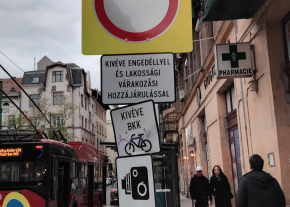 KIVÉVE ENGEDÉLLYEL
ÉS LAKOSSÁGI
VÁRAKOZÁSI
HOZZÁJÁRULÁSSAL
KIVÉVE
BKK
PHARMACIE